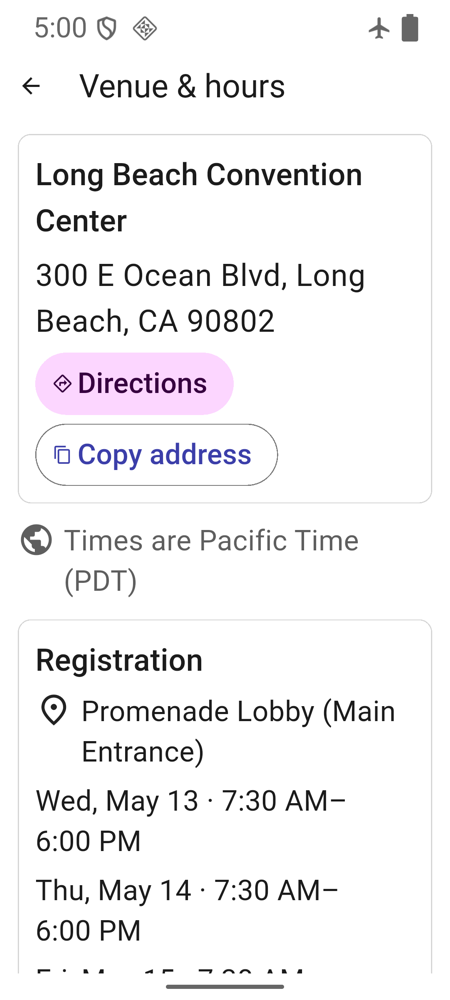 5:00
Venue & hours
Long Beach Convention
Center
300 E Ocean Blvd, Long
Beach, CA 90802
Directions
Copy address
Times are Pacific Time
(PDT)
Registration
Promenade Lobby (Main
Entrance)
Wed, May 13 · 7:30 AM–
6:00 PM
Thu, May 14 · 7:30 AM–
6:00 PM